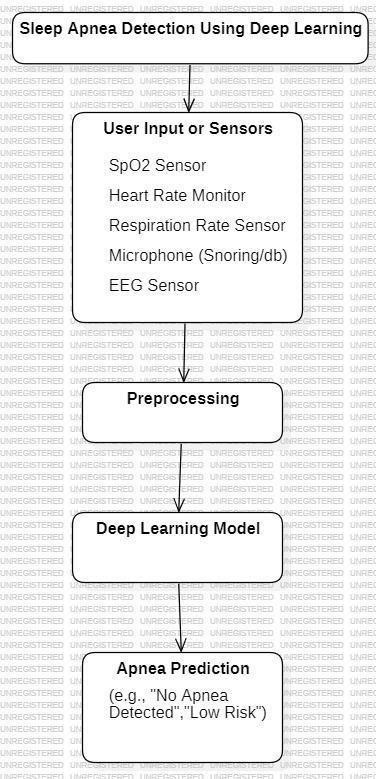 Sleep Apnea Detection Using Deep Learning
User Input or Sensors
SpO2 Sensor
Heart Rate Monitor
Respiration Rate Sensor
Microphone (Snoring/db)
EEG Sensor
Preprocessing
Deep Learning Model
Apnea Prediction
(e.g., "No Apnea
Detected","Low Risk")
UNREGISTERED